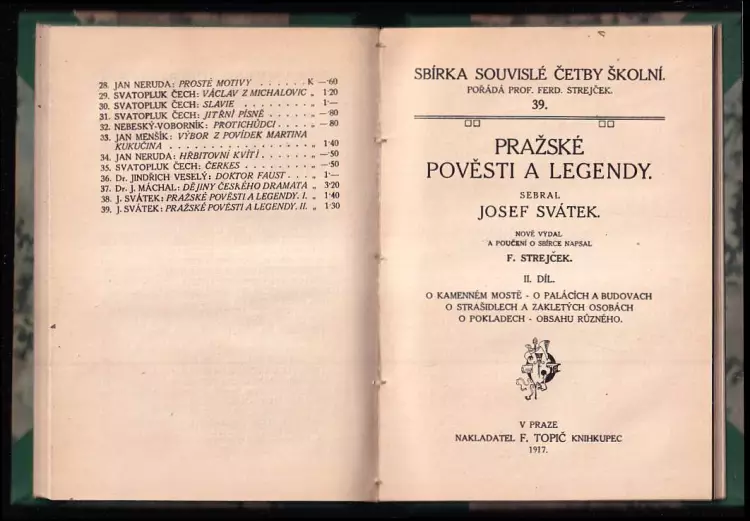 28. JAN NERUDA: PROSTÉ MOTIVY . . . . . . K —·60
29. SVATOPLUK ČECH: VÁCLAV Z MICHALOVIC „ 1·20
30. SVATOPLUK ČECH: SLAVIE . . . . . . . . „ 1·—
31. SVATOPLUK ČECH: JITŘNÍ PÍSNĚ . . . . . „ —·80
32. NEBESKÝ-VOBORNÍK: PROTICHŮDCI . . . . „ —·80
33. JAN MENŠÍK: VÝBOR Z POVÍDEK MARTINA
KUKUČINA . . . . . . . . . . . . . . . . „ 1·40
34. JAN NERUDA: HŘBITOVNÍ KVÍTÍ . . . . . „ —·50
35. SVATOPLUK ČECH: ČERKES . . . . . . . „ —·50
36. Dr. JINDŘICH VESELÝ: DOKTOR FAUST . . . „ 1·—
37. Dr. J. MÁCHAL: DĚJINY ČESKÉHO DRAMATA „ 3·20
38. J. SVÁTEK: PRAŽSKÉ POVĚSTI A LEGENDY. I. „ 1·40
39. J. SVÁTEK: PRAŽSKÉ POVĚSTI A LEGENDY. II. „ 1·30
SBÍRKA SOUVISLÉ ČETBY ŠKOLNÍ.
POŘÁDÁ PROF. FERD. STREJČEK.
39.
PRAŽSKÉ
POVĚSTI A LEGENDY.
SEBRAL
JOSEF SVÁTEK.
NOVĚ VYDAL
A POUČENÍ O SBÍRCE NAPSAL
F. STREJČEK.
II. DÍL.
O KAMENNÉM MOSTĚ - O PALÁCÍCH A BUDOVACH
O STRAŠIDLECH A ZAKLETÝCH OSOBÁCH
O POKLADECH - OBSAHU RŮZNÉHO.
V PRAZE
NAKLADATEL F. TOPIČ KNIHKUPEC
1917.